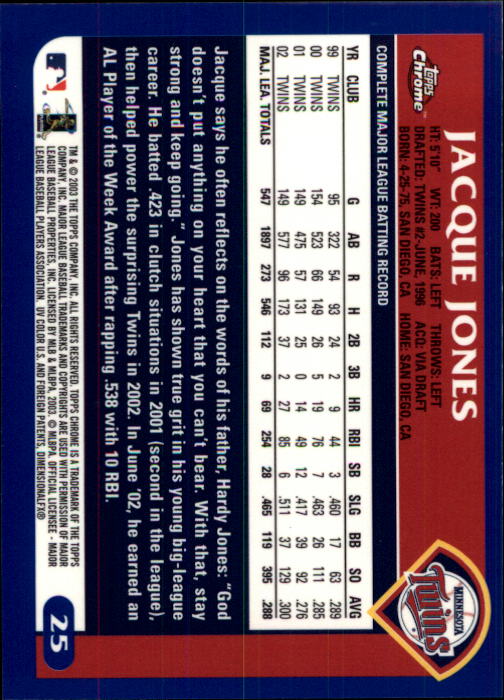 JACQUE JONES
topps
Chrome™
HT: 5'10" WT: 200 BATS: LEFT THROWS: LEFT
DRAFTED: TWINS #2-JUNE, 1996 ACQ: VIA DRAFT
BORN: 4-25-75, SAN DIEGO, CA HOME: SAN DIEGO, CA
MINNESOTA
Twins
COMPLETE MAJOR LEAGUE BATTING RECORD
YR CLUB G AB R H 2B 3B HR RBI SB SLG BB SO AVG
99 TWINS 95 322 54 93 24 2 9 44 3 .460 17 63 .289
00 TWINS 154 523 66 149 26 5 19 76 7 .463 26 111 .285
01 TWINS 149 475 57 131 25 0 14 49 12 .417 39 92 .276
02 TWINS 149 577 96 173 37 2 27 85 6 .511 37 129 .300
MAJ. LEA. TOTALS 547 1897 273 546 112 9 69 254 28 .465 119 395 .288
Jacque says he often reflects on the words of his father, Hardy Jones: "God
doesn't put anything on your heart that you can't bear. With that, stay
strong and keep going." Jones has shown true grit in his young big-league
career. He batted .423 in clutch situations in 2001 (second in the league),
then helped power the surprising Twins in 2002. In June '02, he earned an
AL Player of the Week Award after rapping .538 with 10 RBI.
TM & © 2003 THE TOPPS COMPANY, INC. ALL RIGHTS RESERVED. TOPPS CHROME IS A TRADEMARK OF THE TOPPS
COMPANY, INC. MAJOR LEAGUE BASEBALL TRADEMARKS AND COPYRIGHTS ARE USED WITH PERMISSION OF MAJOR
LEAGUE BASEBALL PROPERTIES, INC. LICENSED BY MLB & MLBPA, 2003. © MLBPA, OFFICIAL LICENSEE - MAJOR
LEAGUE BASEBALL PLAYERS ASSOCIATION. UV COLOR U.S. AND FOREIGN PATENTS, DIMENSIONALFX®
25